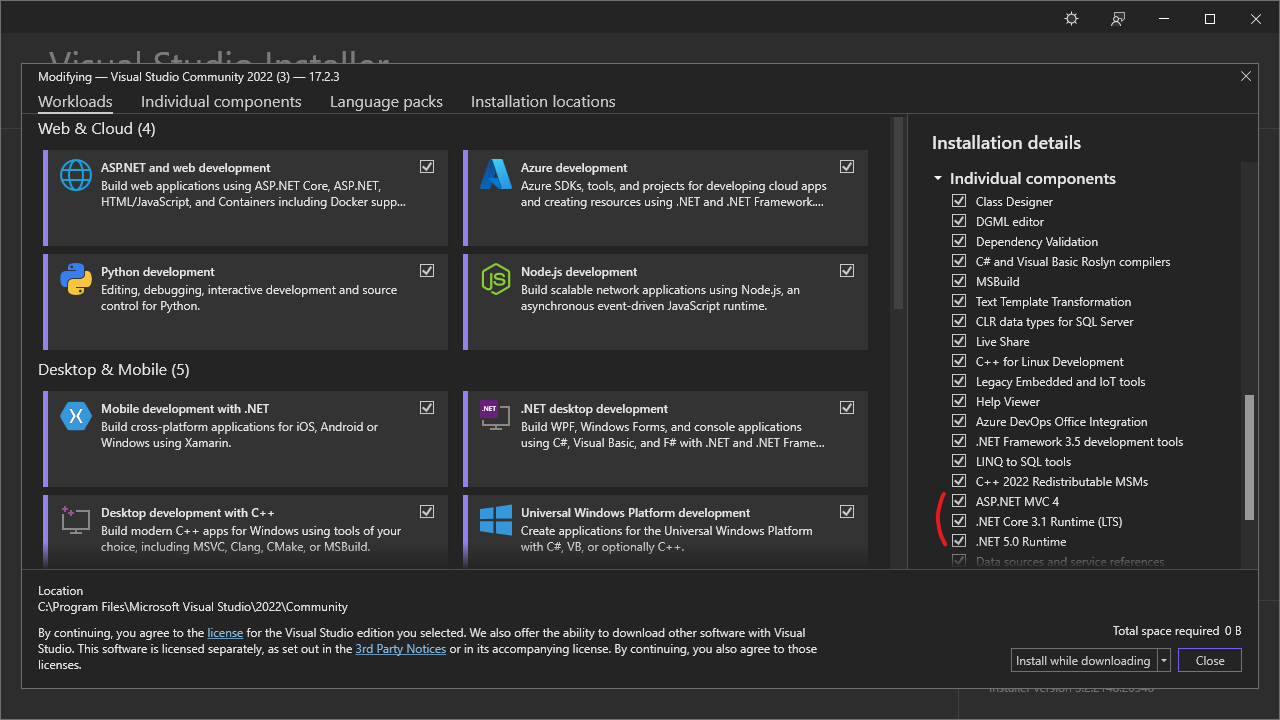 Visual Studio Installer
Modifying — Visual Studio Community 2022 (3) — 17.2.3
Workloads
Individual components
Language packs
Installation locations
Web & Cloud (4)
ASP.NET and web development
Build web applications using ASP.NET Core, ASP.NET,
HTML/JavaScript, and Containers including Docker supp...
Azure development
Azure SDKs, tools, and projects for developing cloud apps
and creating resources using .NET and .NET Framework....
Python development
Editing, debugging, interactive development and source
control for Python.
JS
Node.js development
Build scalable network applications using Node.js, an
asynchronous event-driven JavaScript runtime.
Desktop & Mobile (5)
Mobile development with .NET
Build cross-platform applications for iOS, Android or
Windows using Xamarin.
.NET
.NET desktop development
Build WPF, Windows Forms, and console applications
using C#, Visual Basic, and F# with .NET and .NET Frame...
Desktop development with C++
Build modern C++ apps for Windows using tools of your
choice, including MSVC, Clang, CMake, or MSBuild.
Universal Windows Platform development
Create applications for the Universal Windows Platform
with C#, VB, or optionally C++.
Installation details
Individual components
Class Designer
DGML editor
Dependency Validation
C# and Visual Basic Roslyn compilers
MSBuild
Text Template Transformation
CLR data types for SQL Server
Live Share
C++ for Linux Development
Legacy Embedded and IoT tools
Help Viewer
Azure DevOps Office Integration
.NET Framework 3.5 development tools
LINQ to SQL tools
C++ 2022 Redistributable MSMs
ASP.NET MVC 4
.NET Core 3.1 Runtime (LTS)
.NET 5.0 Runtime
Data sources and service references
Location
C:\Program Files\Microsoft Visual Studio\2022\Community
By continuing, you agree to the license for the Visual Studio edition you selected. We also offer the ability to download other software with Visual
Studio. This software is licensed separately, as set out in the 3rd Party Notices or in its accompanying license. By continuing, you also agree to those
licenses.
Total space required 0 B
Install while downloading
Close